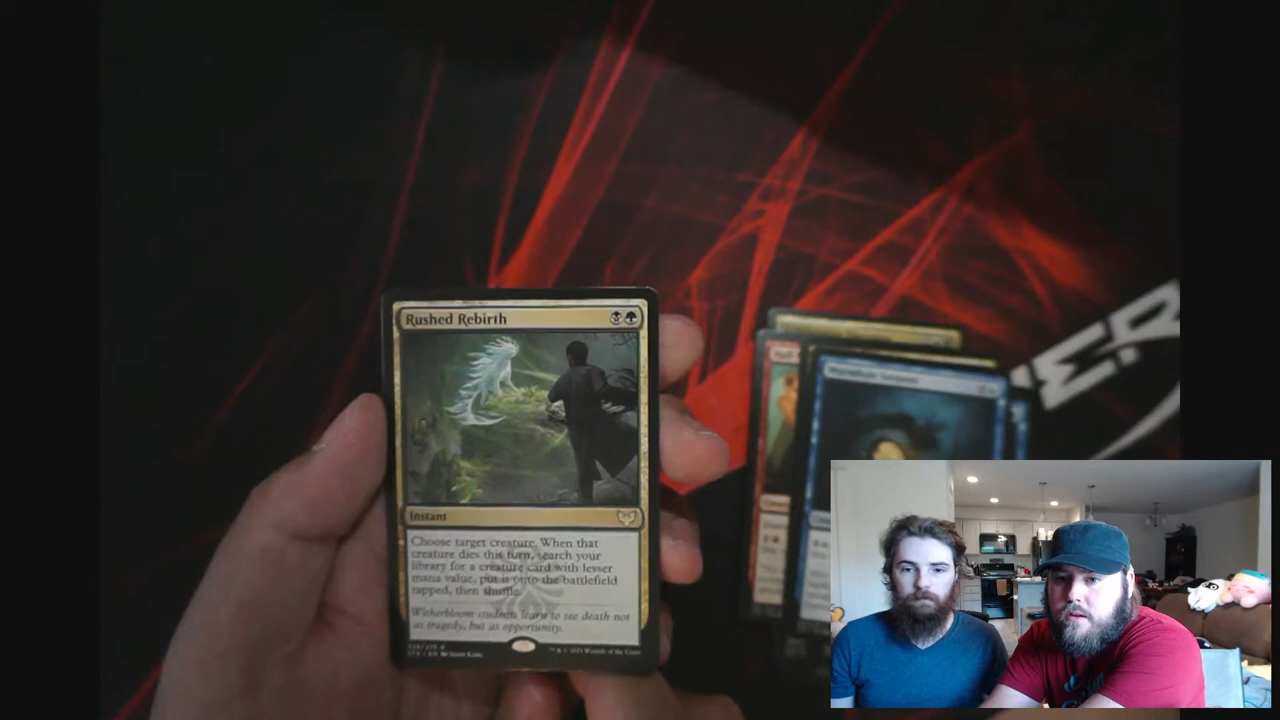 Rushed Rebirth
Instant
Choose target creature. When that
creature dies this turn, search your
library for a creature card with lesser
mana value, put it onto the battlefield
tapped, then shuffle.
Witherbloom students learn to see death not
as tragedy, but as opportunity.